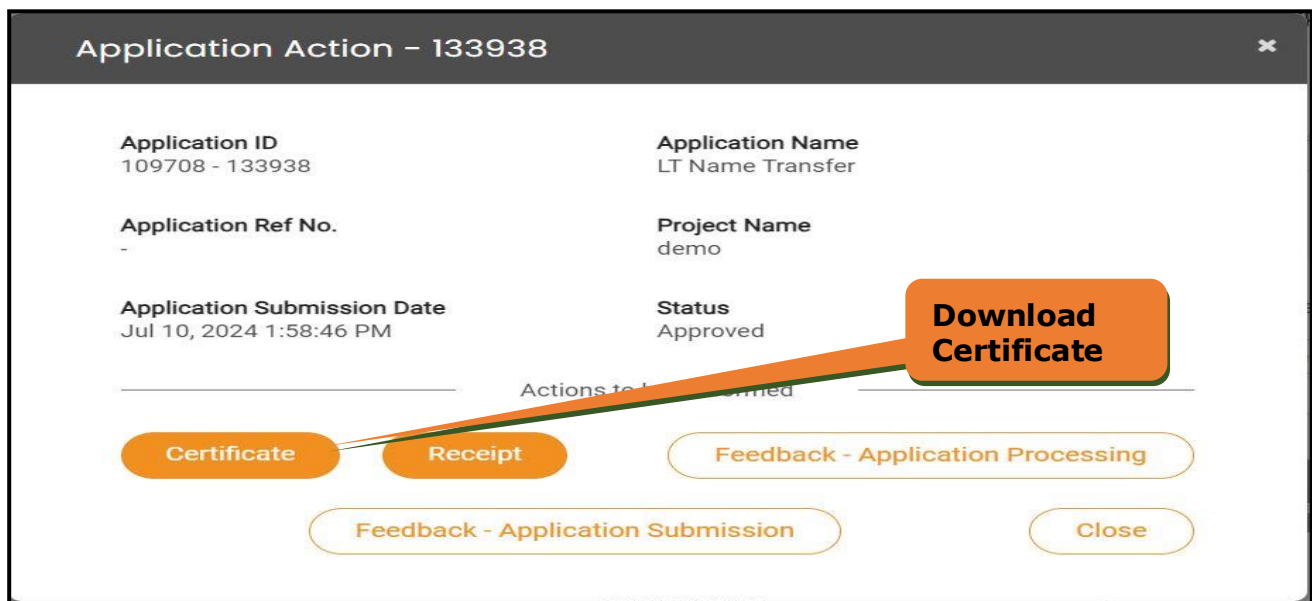 Application Action - 133938 ✖
Application ID
109708 - 133938
Application Name
LT Name Transfer
Application Ref No.
-
Project Name
demo
Application Submission Date
Jul 10, 2024 1:58:46 PM
Status
Approved
Download
Certificate
Actions to
Certificate
Receipt
Feedback - Application Processing
Feedback - Application Submission
Close